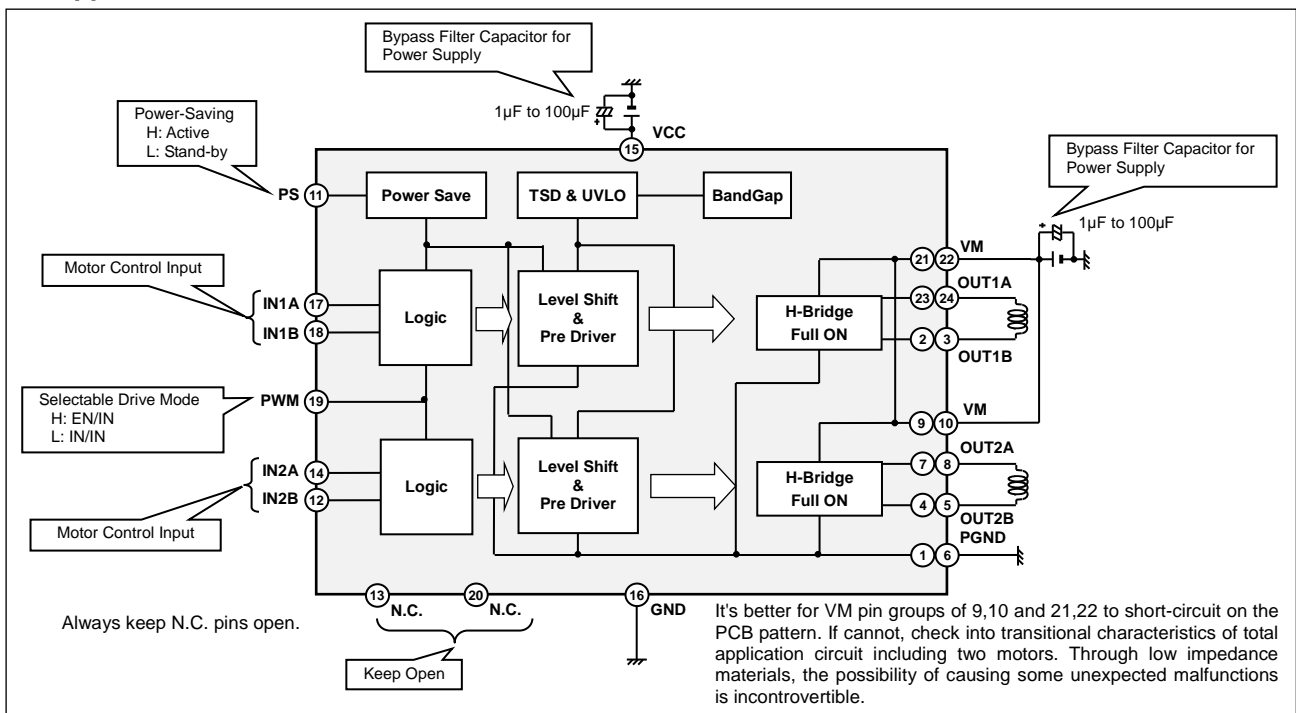 Bypass Filter Capacitor for
Power Supply
1µF to 100µF
Power-Saving
H: Active
L: Stand-by
VCC
15
Bypass Filter Capacitor for
Power Supply
1µF to 100µF
PS 11
Power Save
TSD & UVLO
BandGap
Motor Control Input
IN1A 17
IN1B 18
Logic
Level Shift
&
Pre Driver
H-Bridge
Full ON
21 22 VM
23 24 OUT1A
2 3 OUT1B
Selectable Drive Mode
H: EN/IN
L: IN/IN
PWM 19
9 10 VM
IN2A 14
IN2B 12
Motor Control Input
Logic
Level Shift
&
Pre Driver
H-Bridge
Full ON
7 8 OUT2A
4 5 OUT2B
1 6 PGND
13 N.C.
20 N.C.
16 GND
Always keep N.C. pins open.
Keep Open
It's better for VM pin groups of 9,10 and 21,22 to short-circuit on the
PCB pattern. If cannot, check into transitional characteristics of total
application circuit including two motors. Through low impedance
materials, the possibility of causing some unexpected malfunctions
is incontrovertible.